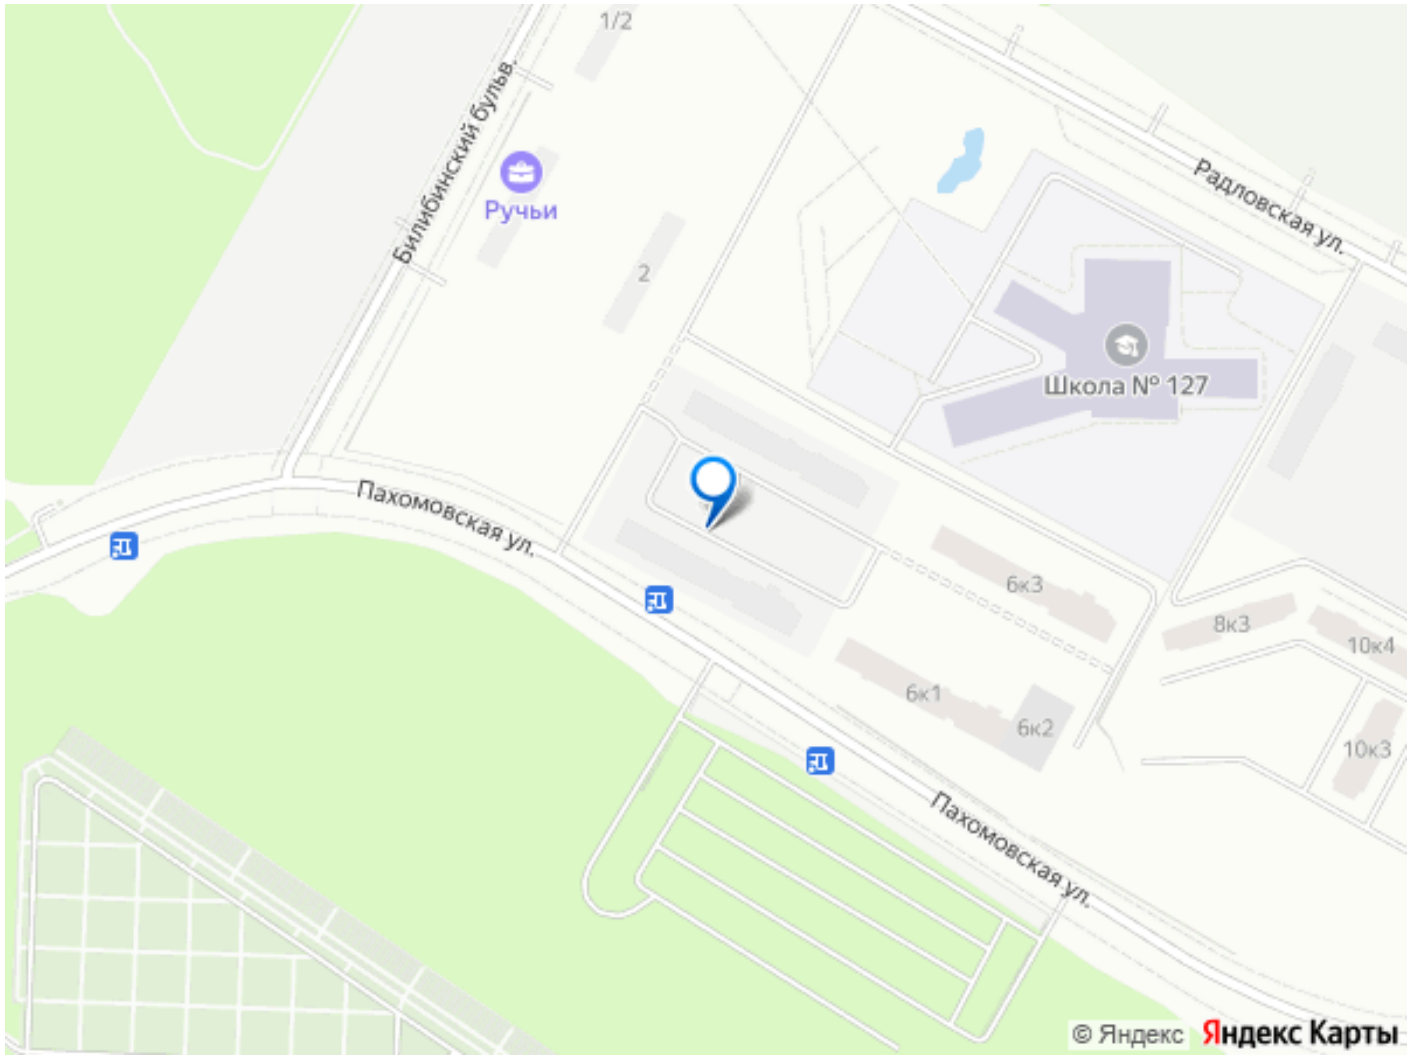 1/2
Билибинский бульв.
Ручьи
2
Радловская ул.
Школа № 127
Пахомовская ул.
6к3
8к3
10к4
6к1
6к2
10к3
Пахомовская ул.
© Яндекс Яндекс Карты